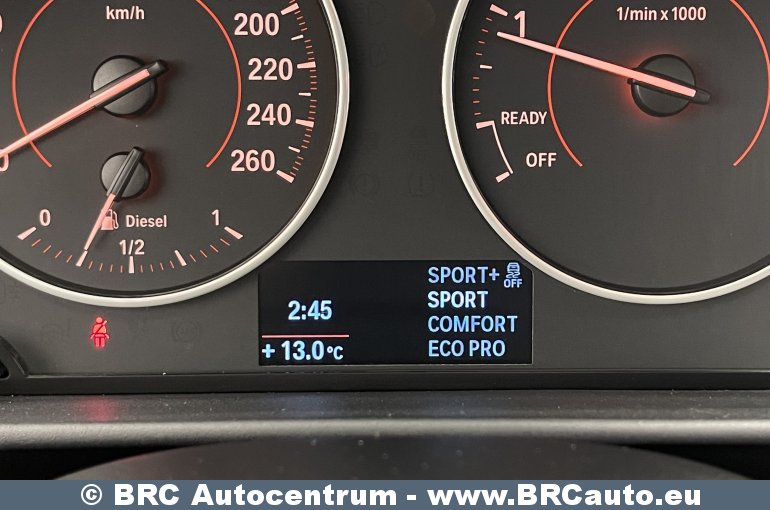 km/h
200
220
240
260
0
Diesel
1
1/2
1/min x 1000
1
READY
OFF
SPORT+
OFF
SPORT
COMFORT
ECO PRO
2:45
+ 13.0°C
© BRC Autocentrum - www.BRCauto.eu